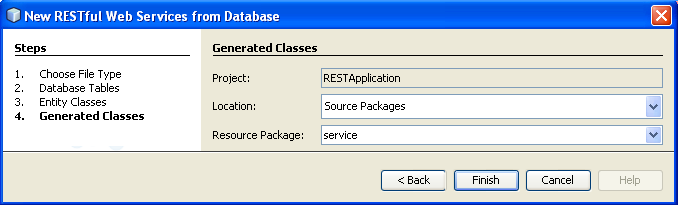 New RESTful Web Services from Database
Steps
1. Choose File Type
2. Database Tables
3. Entity Classes
4. Generated Classes
Generated Classes
Project: RESTApplication
Location: Source Packages
Resource Package: service
< Back Finish Cancel Help